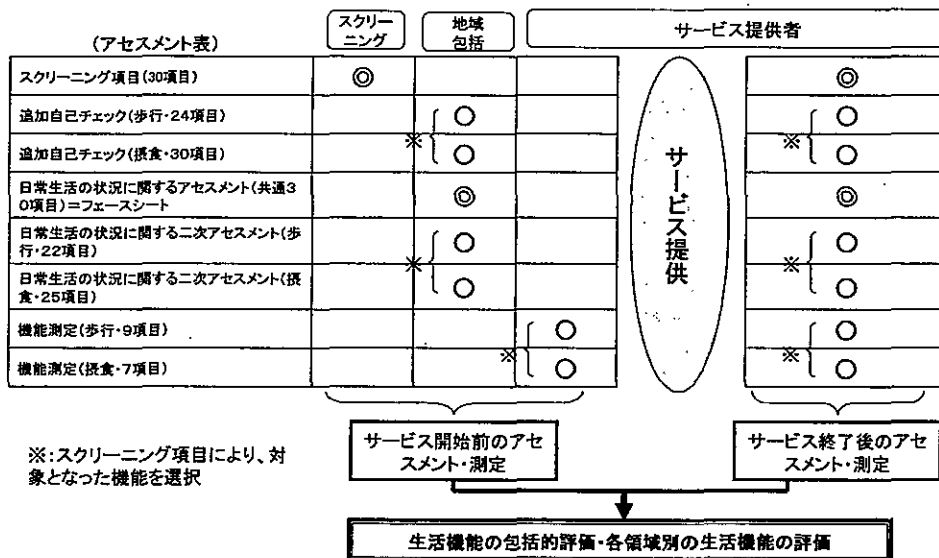 (アセスメント表)
スクリーニング
地域包括
サービス提供者
スクリーニング項目(30項目)
◎
◎
追加自己チェック(歩行・24項目)
○
○
※
※
追加自己チェック(摂食・30項目)
○
○
日常生活の状況に関するアセスメント(共通30項目)=フェースシート
◎
◎
日常生活の状況に関する二次アセスメント(歩行・22項目)
○
○
※
※
日常生活の状況に関する二次アセスメント(摂食・25項目)
○
○
機能測定(歩行・9項目)
○
○
※
※
機能測定(摂食・7項目)
○
○
サービス提供
※:スクリーニング項目により、対
象となった機能を選択
サービス開始前のアセ
スメント・測定
サービス終了後のアセ
スメント・測定
生活機能の包括的評価・各領域別の生活機能の評価